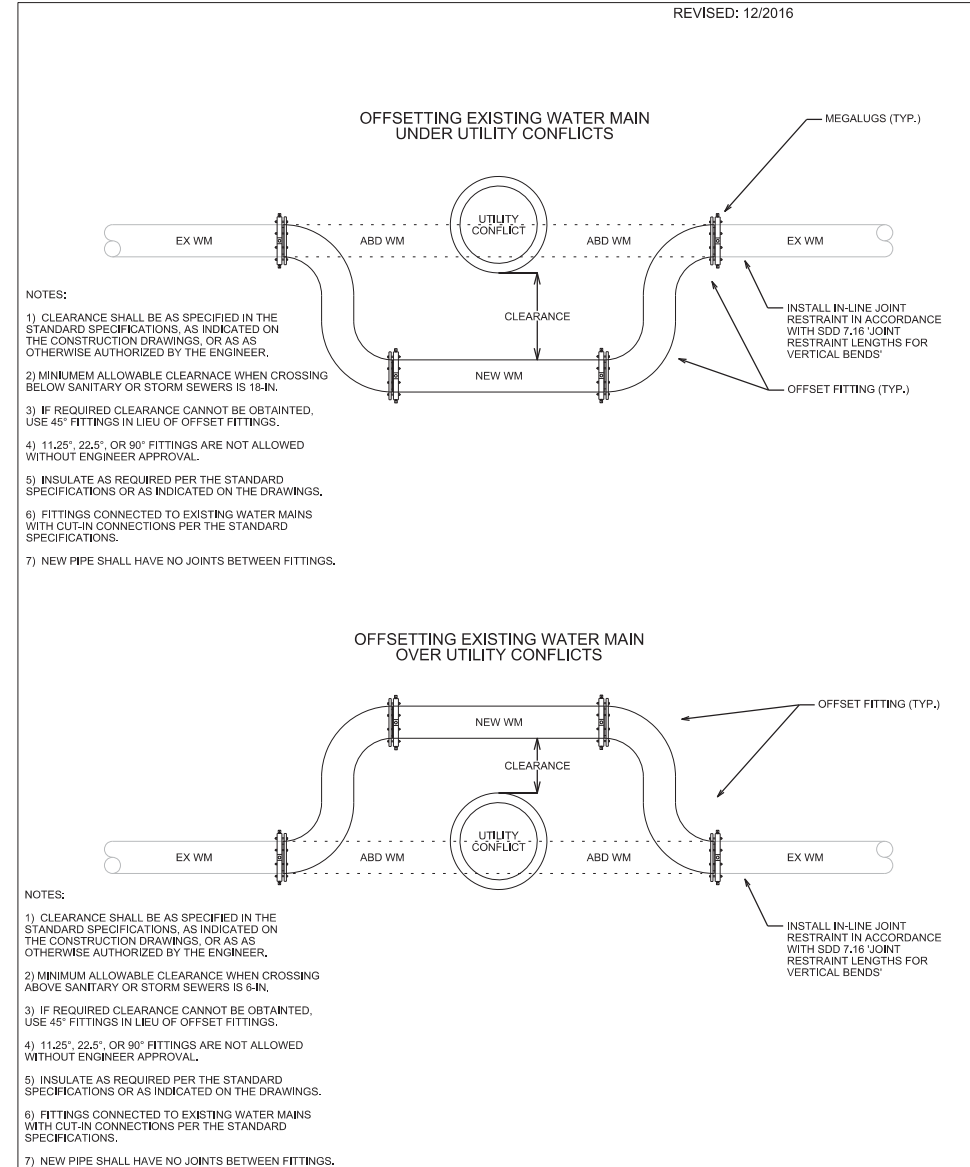 REVISED: 12/2016
OFFSETTING EXISTING WATER MAIN
UNDER UTILITY CONFLICTS
MEGALUGS (TYP.)
UTILITY
CONFLICT
EX WM
ABD WM
ABD WM
EX WM
CLEARANCE
INSTALL IN-LINE JOINT
RESTRAINT IN ACCORDANCE
WITH SDD 7.16 'JOINT
RESTRAINT LENGTHS FOR
VERTICAL BENDS'
NEW WM
OFFSET FITTING (TYP.)
NOTES:
1) CLEARANCE SHALL BE AS SPECIFIED IN THE
STANDARD SPECIFICATIONS, AS INDICATED ON
THE CONSTRUCTION DRAWINGS, OR AS AS
OTHERWISE AUTHORIZED BY THE ENGINEER.
2) MINIUMEM ALLOWABLE CLEARNACE WHEN CROSSING
BELOW SANITARY OR STORM SEWERS IS 18-IN.
3) IF REQUIRED CLEARANCE CANNOT BE OBTAINTED,
USE 45° FITTINGS IN LIEU OF OFFSET FITTINGS.
4) 11.25°, 22.5°, OR 90° FITTINGS ARE NOT ALLOWED
WITHOUT ENGINEER APPROVAL.
5) INSULATE AS REQUIRED PER THE STANDARD
SPECIFICATIONS OR AS INDICATED ON THE DRAWINGS.
6) FITTINGS CONNECTED TO EXISTING WATER MAINS
WITH CUT-IN CONNECTIONS PER THE STANDARD
SPECIFICATIONS.
7) NEW PIPE SHALL HAVE NO JOINTS BETWEEN FITTINGS.
OFFSETTING EXISTING WATER MAIN
OVER UTILITY CONFLICTS
OFFSET FITTING (TYP.)
NEW WM
CLEARANCE
UTILITY
CONFLICT
EX WM
ABD WM
ABD WM
EX WM
INSTALL IN-LINE JOINT
RESTRAINT IN ACCORDANCE
WITH SDD 7.16 'JOINT
RESTRAINT LENGTHS FOR
VERTICAL BENDS'
NOTES:
1) CLEARANCE SHALL BE AS SPECIFIED IN THE
STANDARD SPECIFICATIONS, AS INDICATED ON
THE CONSTRUCTION DRAWINGS, OR AS AS
OTHERWISE AUTHORIZED BY THE ENGINEER.
2) MINIMUM ALLOWABLE CLEARANCE WHEN CROSSING
ABOVE SANITARY OR STORM SEWERS IS 6-IN.
3) IF REQUIRED CLEARANCE CANNOT BE OBTAINTED,
USE 45° FITTINGS IN LIEU OF OFFSET FITTINGS.
4) 11.25°, 22.5°, OR 90° FITTINGS ARE NOT ALLOWED
WITHOUT ENGINEER APPROVAL.
5) INSULATE AS REQUIRED PER THE STANDARD
SPECIFICATIONS OR AS INDICATED ON THE DRAWINGS.
6) FITTINGS CONNECTED TO EXISTING WATER MAINS
WITH CUT-IN CONNECTIONS PER THE STANDARD
SPECIFICATIONS.
7) NEW PIPE SHALL HAVE NO JOINTS BETWEEN FITTINGS.